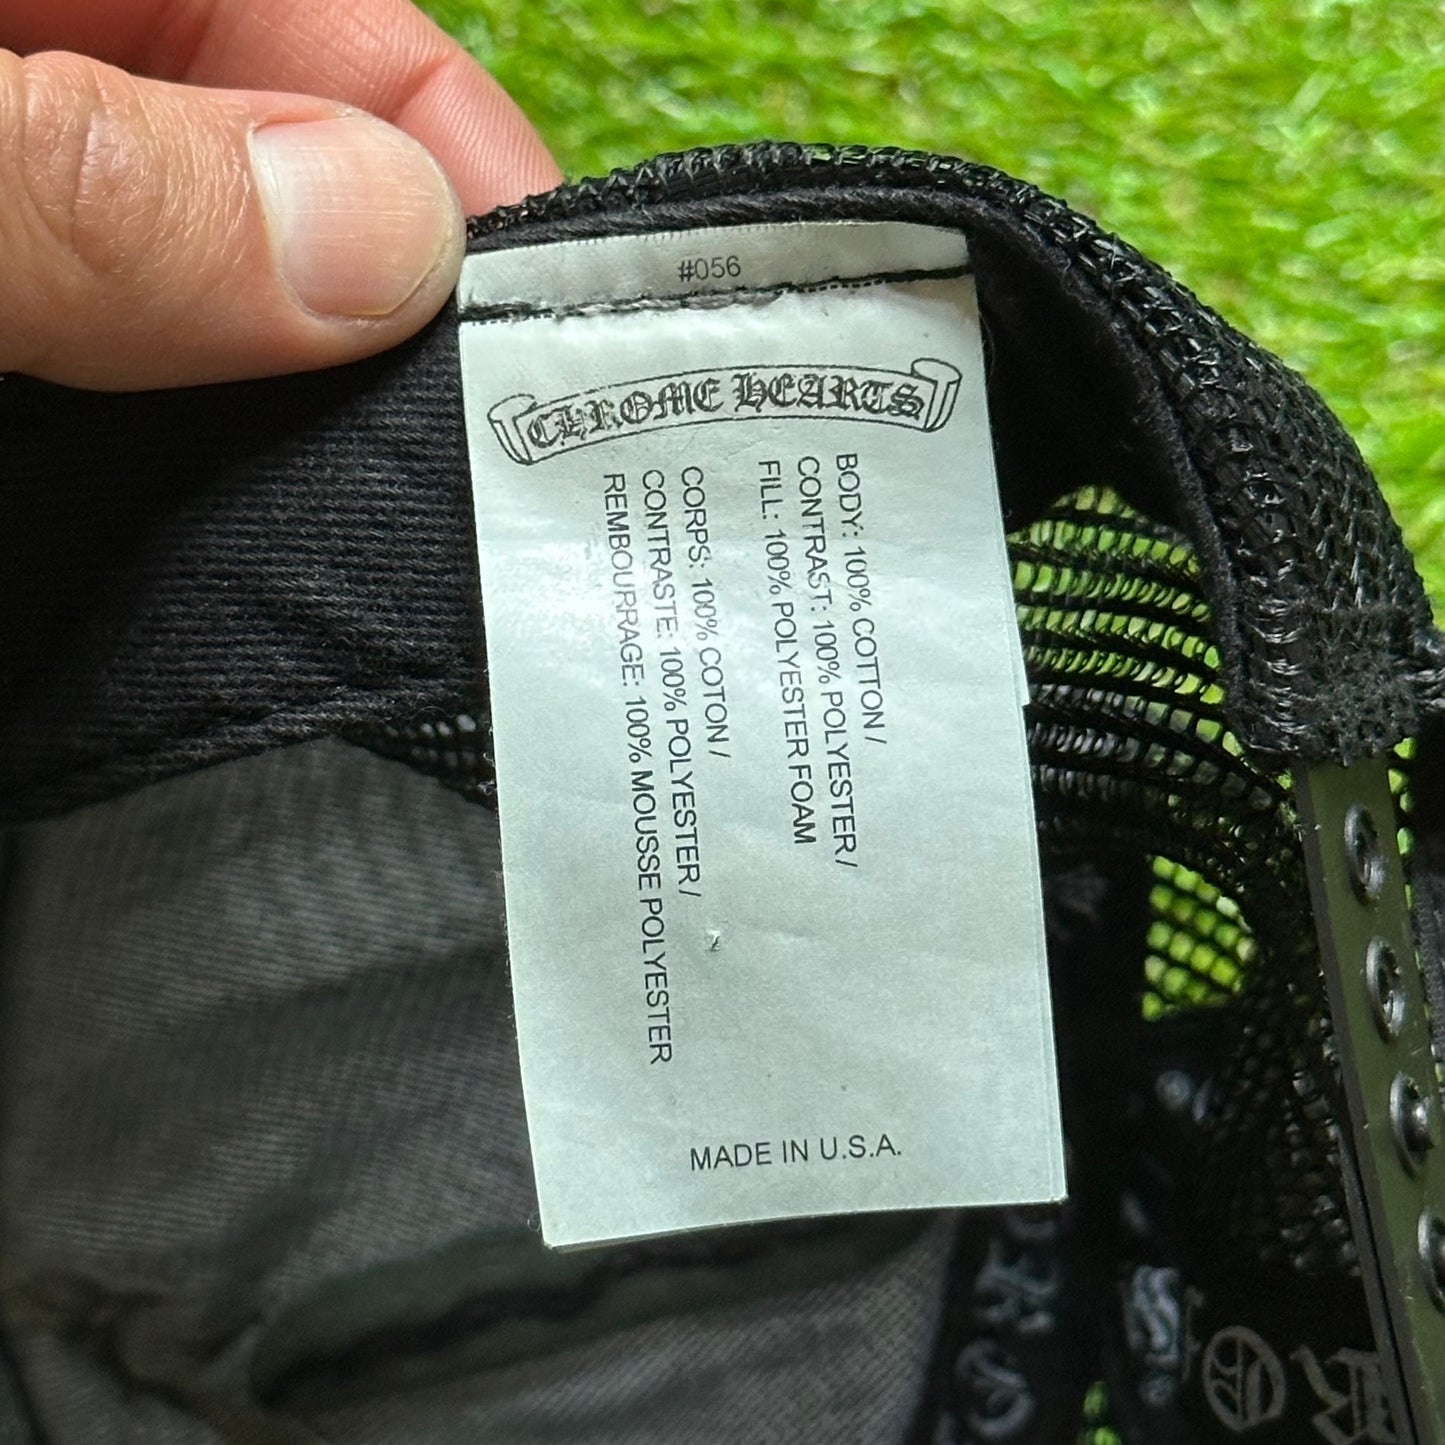 #056
CHROME HEARTS
BODY: 100% COTTON /
CONTRAST: 100% POLYESTER /
FILL: 100% POLYESTER FOAM
CORPS: 100% COTON /
CONTRASTE: 100% POLYESTER /
REMBOURRAGE: 100% MOUSSE POLYESTER
MADE IN U.S.A.